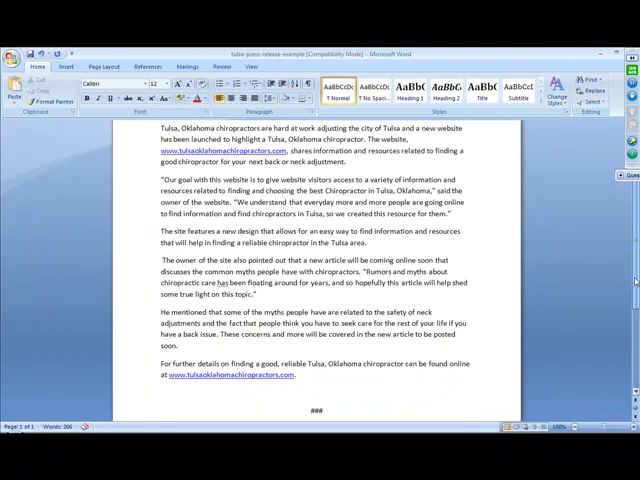 tulsa-press-release-example [Compatibility Mode] - Microsoft Word
Home Insert Page Layout References Mailings Review View
Paste
Cut
Copy
Format Painter
Clipboard
Calibri 12
Font
Paragraph
AaBbCcDc AaBbCcDc AaBbC AaBbCc AaBbC AaBbCcD
¶ Normal ¶ No Spaci... Heading 1 Heading 2 Title Subtitle
Styles
Change Styles
Find
Replace
Select
Editing
Tulsa, Oklahoma chiropractors are hard at work adjusting the city of Tulsa and a new website
has been launched to highlight a Tulsa, Oklahoma chiropractor. The website,
www.tulsaoklahomachiropractors.com, shares information and resources related to finding a
good chiropractor for your next back or neck adjustment.
“Our goal with this website is to give website visitors access to a variety of information and
resources related to finding and choosing the best Chiropractor in Tulsa, Oklahoma,” said the
owner of the website. “We understand that everyday more and more people are going online
to find information and find chiropractors in Tulsa, so we created this resource for them.”
The site features a new design that allows for an easy way to find information and resources
that will help in finding a reliable chiropractor in the Tulsa area.
The owner of the site also pointed out that a new article will be coming online soon that
discusses the common myths people have with chiropractors. “Rumors and myths about
chiropractic care has been floating around for years, and so hopefully this article will help shed
some true light on this topic.”
He mentioned that some of the myths people have are related to the safety of neck
adjustments and the fact that people think you have to seek care for the rest of your life if you
have a back issue. These concerns and more will be covered in the new article to be posted
soon.
For further details on finding a good, reliable Tulsa, Oklahoma chiropractor can be found online
at www.tulsaoklahomachiropractors.com.
###
Page: 1 of 1 Words: 266
100%